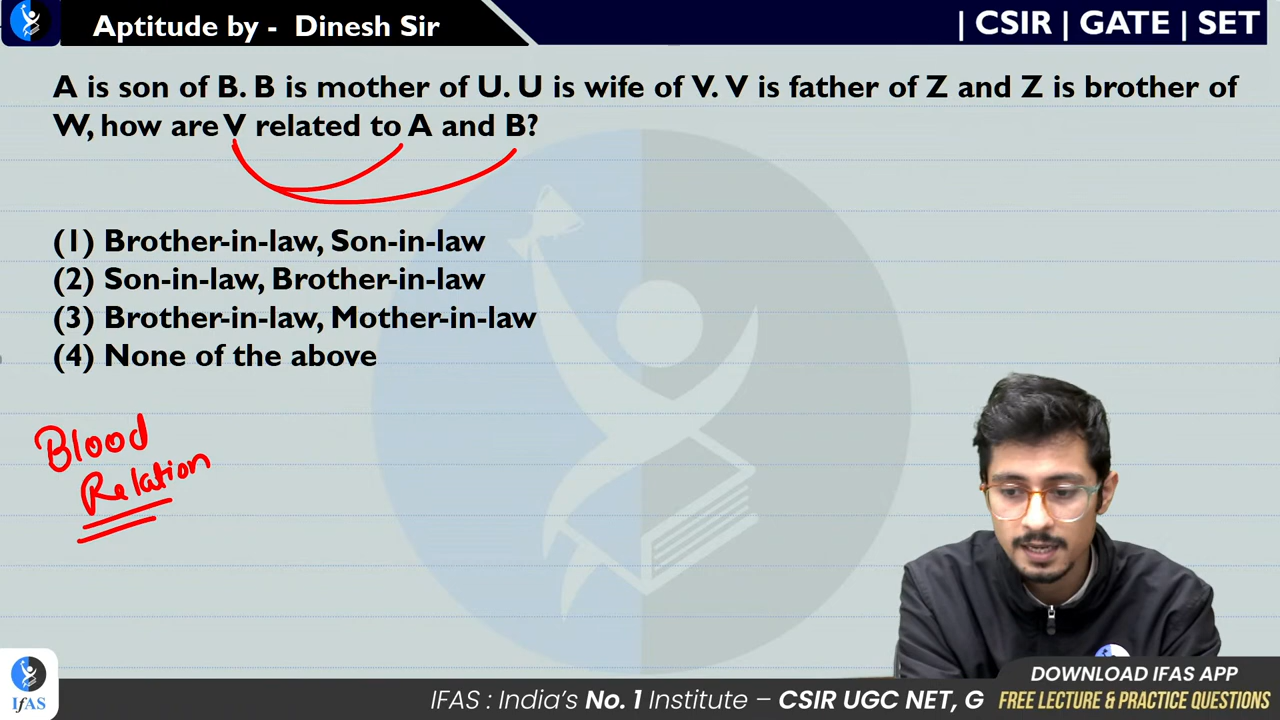 Aptitude by - Dinesh Sir
| CSIR | GATE | SET
A is son of B. B is mother of U. U is wife of V. V is father of Z and Z is brother of
W, how are V related to A and B?
(1) Brother-in-law, Son-in-law
(2) Son-in-law, Brother-in-law
(3) Brother-in-law, Mother-in-law
(4) None of the above
Blood
Relation
IFAS
IFAS : India's No. 1 Institute – CSIR UGC NET, G
DOWNLOAD IFAS APP
FREE LECTURE & PRACTICE QUESTIONS